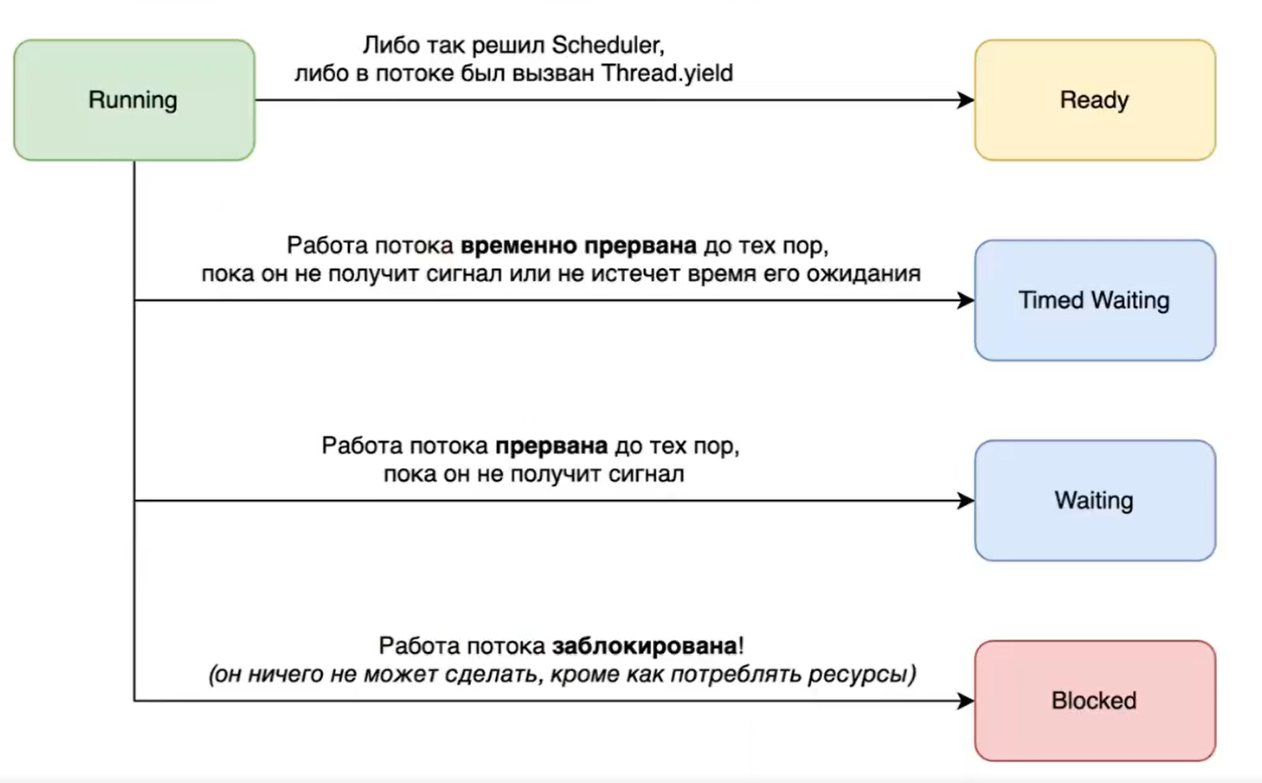 Либо так решил Scheduler,
либо в потоке был вызван Thread.yield
Running
Ready
Работа потока временно прервана до тех пор,
пока он не получит сигнал или не истечет время его ожидания
Timed Waiting
Работа потока прервана до тех пор,
пока он не получит сигнал
Waiting
Работа потока заблокирована!
(он ничего не может сделать, кроме как потреблять ресурсы)
Blocked